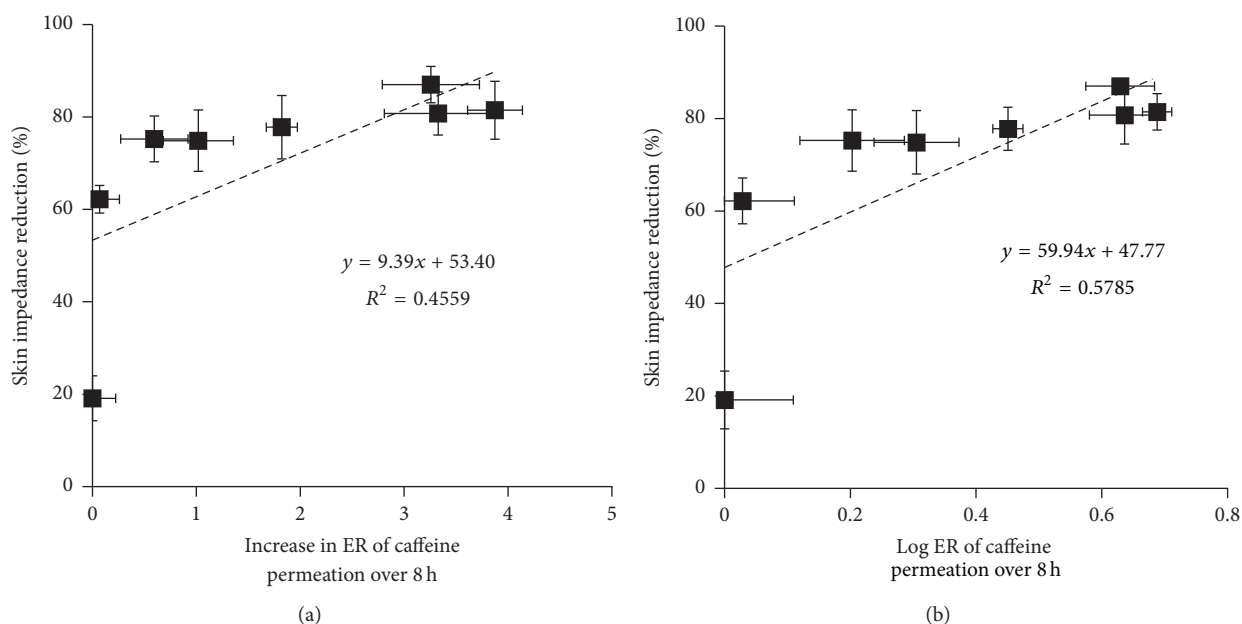 100
80
60
40
20
0
Skin impedance reduction (%)
y = 9.39x + 53.40
R² = 0.4559
0 1 2 3 4 5
Increase in ER of caffeine
permeation over 8 h
(a)
100
80
60
40
20
0
Skin impedance reduction (%)
y = 59.94x + 47.77
R² = 0.5785
0 0.2 0.4 0.6 0.8
Log ER of caffeine
permeation over 8 h
(b)